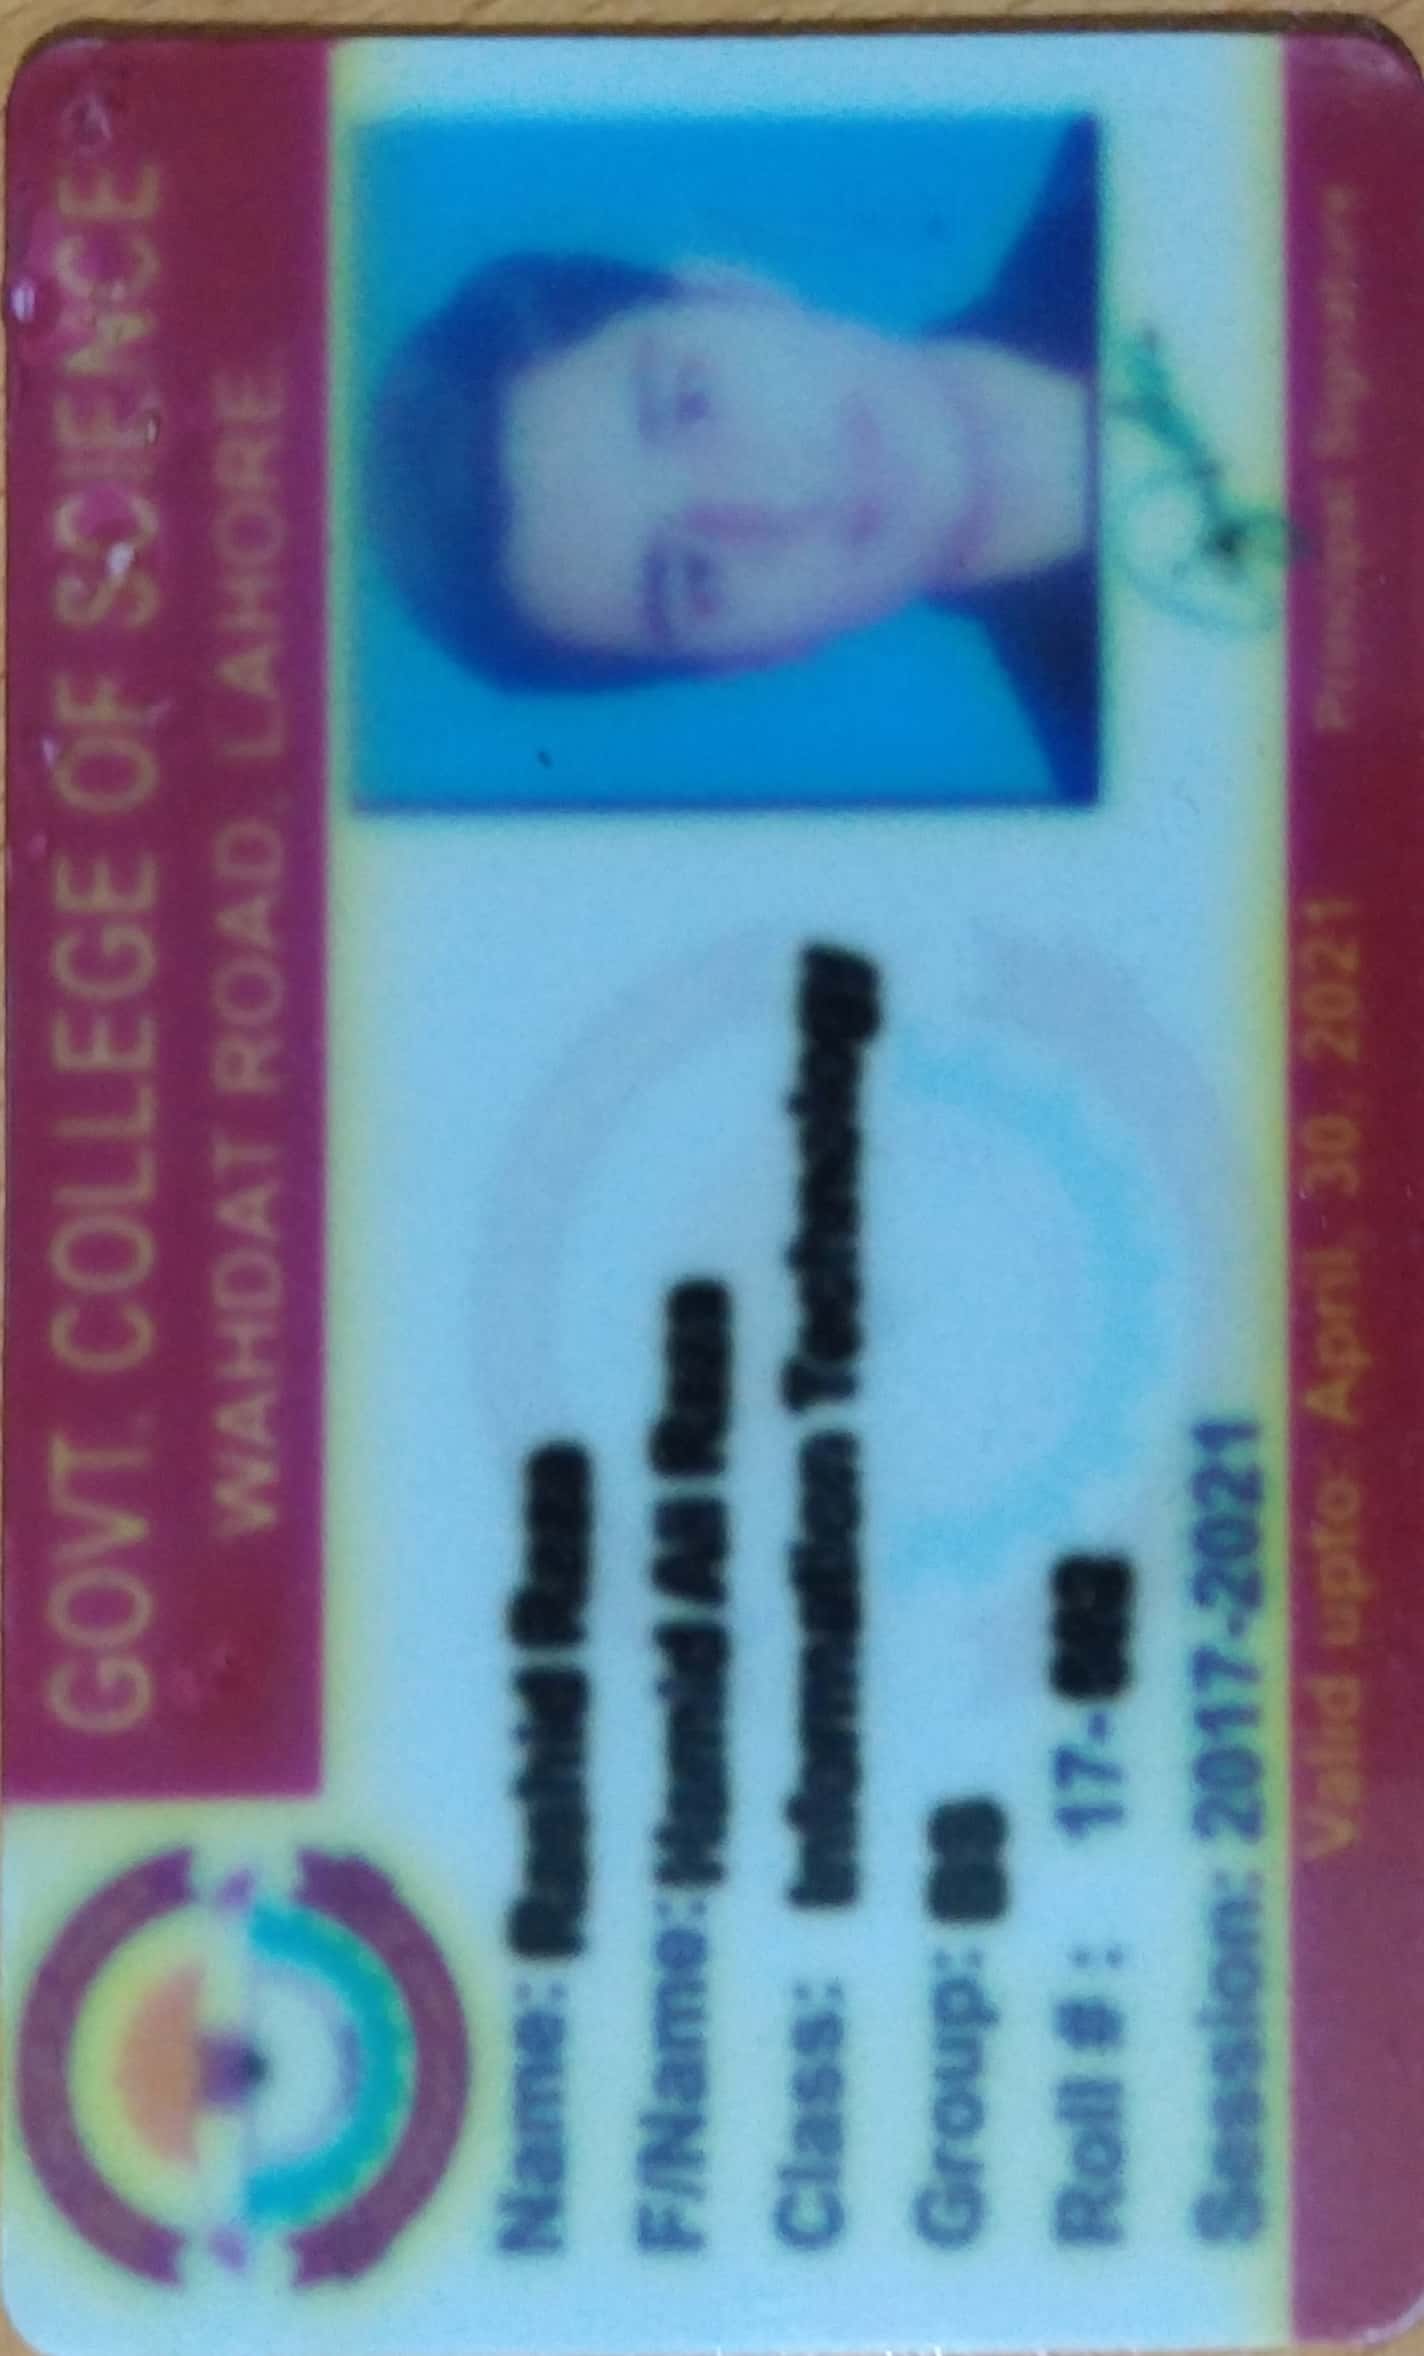 GOVT. COLLEGE OF SCIENCE
WAHDAT ROAD, LAHORE.
Name: Rashid Raza
F/Name: Hamid Ali Raza
Class: Information Technology
Group: BS
Roll # : 17-
Session: 2017-2021
Valid upto: April, 30, 2021
Principal Signature